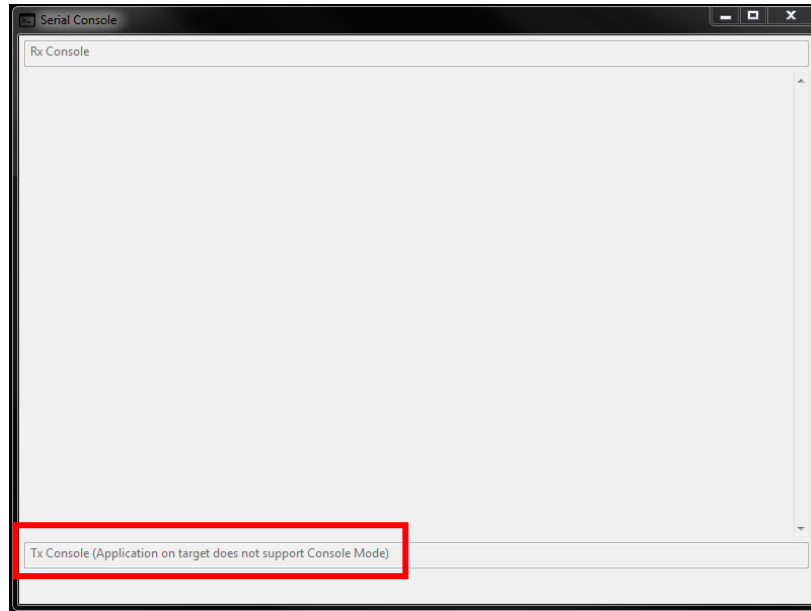 Serial Console
Rx Console
Tx Console (Application on target does not support Console Mode)